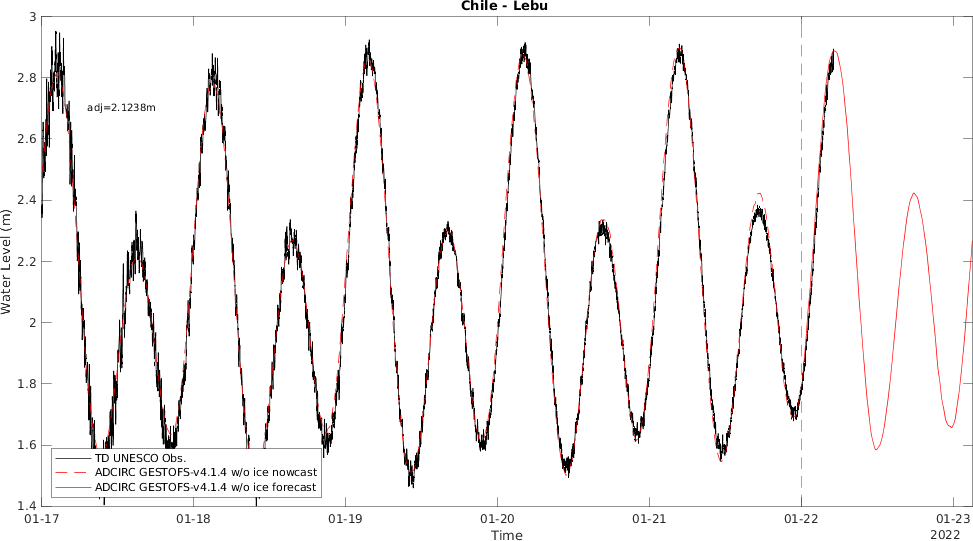 Chile - Lebu
3
2.8
adj=2.1238m
2.6
2.4
Water Level (m)
2.2
2
1.8
1.6
TD UNESCO Obs.
ADCIRC GESTOFS-v4.1.4 w/o ice nowcast
ADCIRC GESTOFS-v4.1.4 w/o ice forecast
1.4
01-17 01-18 01-19 01-20 01-21 01-22 01-23
Time
2022